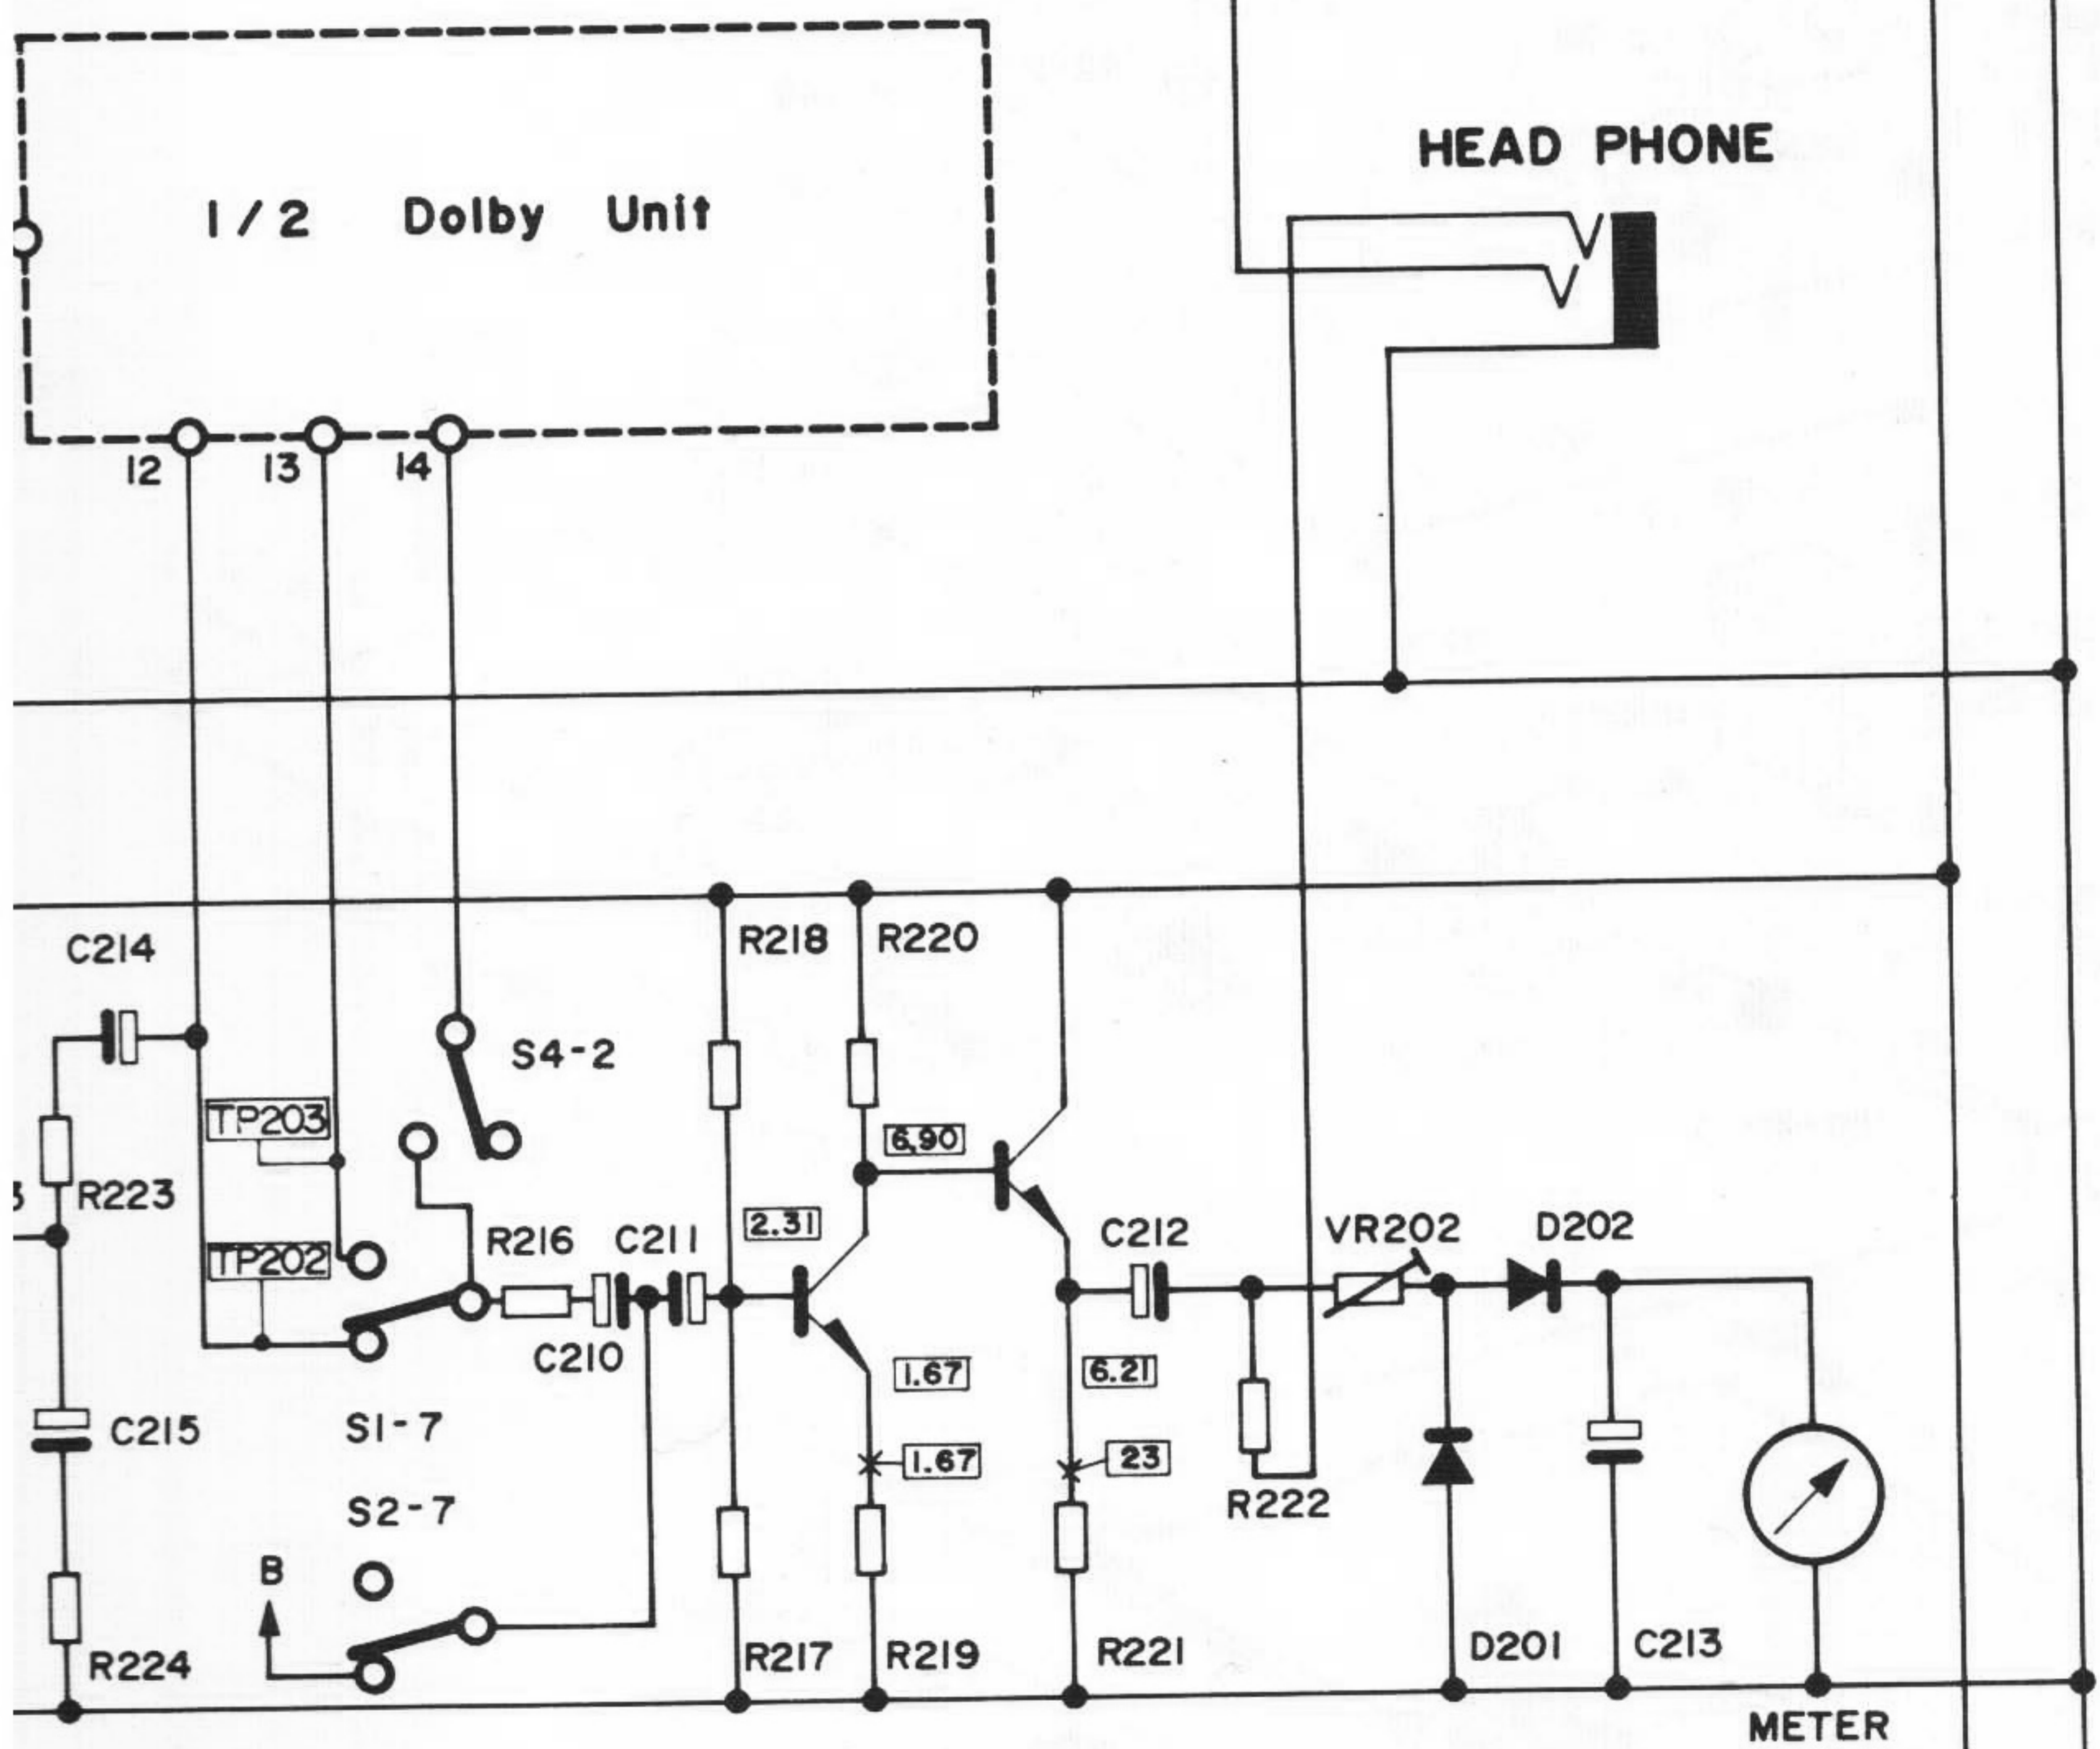 HEAD PHONE
1/2 Dolby Unit
12 13 14
C214
R218 R220
S4-2
TP203
6,90
R223
2.31
TP202
R216 C211
C212
VR202 D202
C210
1.67
6.21
S1-7
C215
1.67
23
R222
S2-7
B
R224
R217 R219 R221
D201 C213
METER